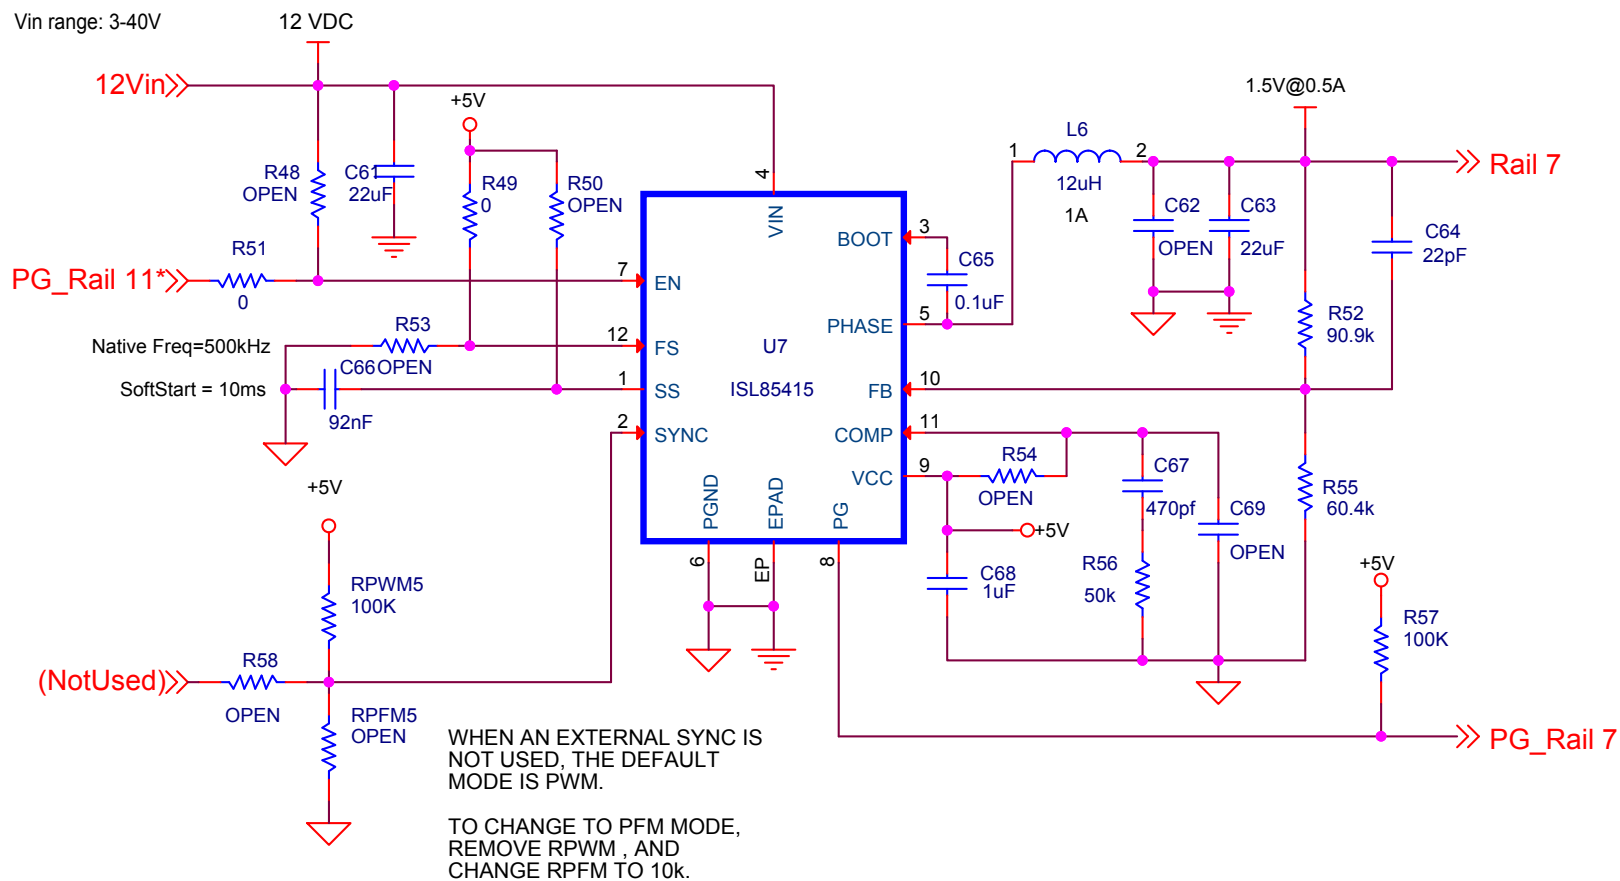 Vin range: 3-40V
12 VDC
12Vin
+5V
1.5V@0.5A
R48
OPEN
C61
22uF
R49
0
R50
OPEN
4
VIN
1
L6
2
12uH
1A
Rail 7
C62
OPEN
C63
22uF
C64
22pF
BOOT
3
C65
0.1uF
PG_Rail 11*
R51
0
7
EN
PHASE
5
R52
90.9k
Native Freq=500kHz
R53
OPEN
12
FS
U7
ISL85415
SoftStart = 10ms
C66
92nF
1
SS
FB
10
2
SYNC
COMP
11
VCC
9
R54
OPEN
C67
470pf
C69
OPEN
R55
60.4k
PGND
EPAD
PG
+5V
6
EP
8
C68
1uF
R56
50k
+5V
RPWM5
100K
+5V
R57
100K
(NotUsed)
R58
OPEN
RPFM5
OPEN
PG_Rail 7
WHEN AN EXTERNAL SYNC IS
NOT USED, THE DEFAULT
MODE IS PWM.
TO CHANGE TO PFM MODE,
REMOVE RPWM , AND
CHANGE RPFM TO 10k.